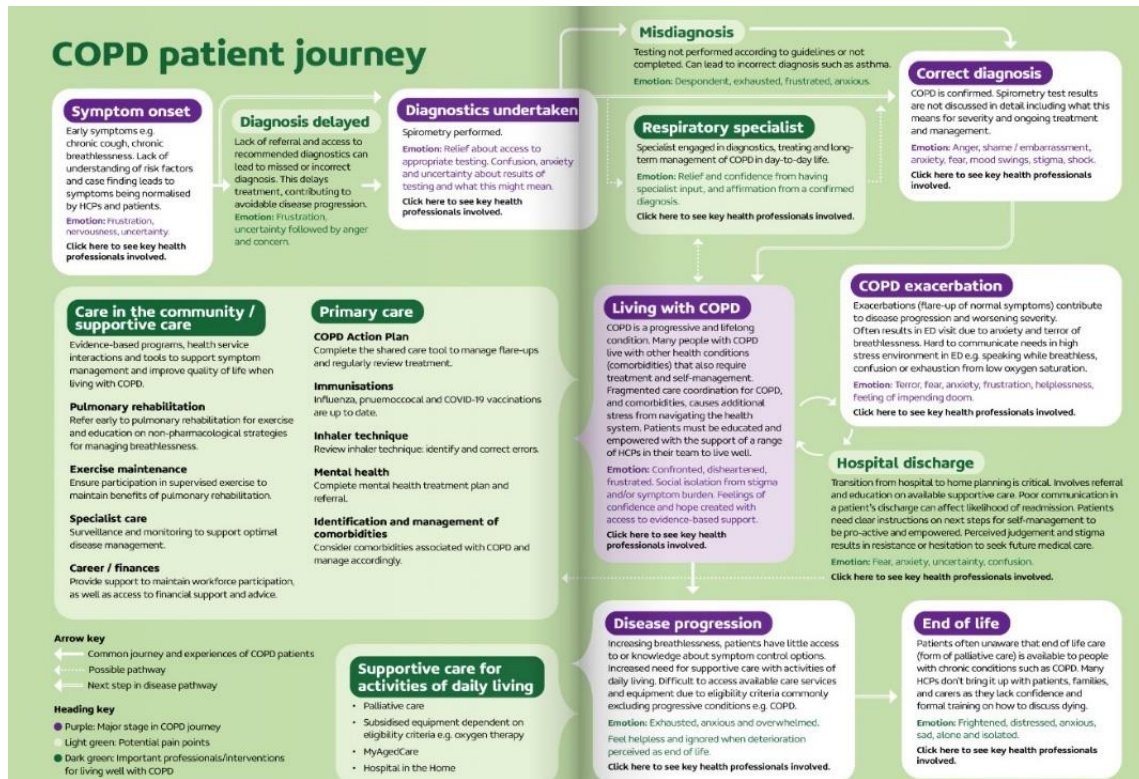 COPD patient journey
Symptom onset
Early symptoms e.g.
chronic cough, chronic
breathlessness. Lack of
understanding of risk factors
and case finding leads to
symptoms being normalised
by HCPs and patients.
Emotion: Frustration,
nervousness, uncertainty.
Click here to see key health
professionals involved.
Diagnosis delayed
Lack of referral and access to
recommended diagnostics can
lead to missed or incorrect
diagnosis. This delays
treatment, contributing to
avoidable disease progression.
Emotion: Frustration,
uncertainty followed by anger
and concern.
Diagnostics undertaken
Spirometry performed.
Emotion: Relief about access to
appropriate testing. Confusion, anxiety
and uncertainty about results of
testing and what this might mean.
Click here to see key health
professionals involved.
Misdiagnosis
Testing not performed according to guidelines or not
completed. Can lead to incorrect diagnosis such as asthma.
Emotion: Despondent, exhausted, frustrated, anxious.
Respiratory specialist
Specialist engaged in diagnostics, treating and long-
term management of COPD in day-to-day life.
Emotion: Relief and confidence from having
specialist input, and affirmation from a confirmed
diagnosis.
Click here to see key health professionals involved.
Correct diagnosis
COPD is confirmed. Spirometry test results
are not discussed in detail including what this
means for severity and ongoing treatment
and management.
Emotion: Anger, shame / embarrassment,
anxiety, fear, mood swings, stigma, shock.
Click here to see key health professionals
involved.
Care in the community /
supportive care
Evidence-based programs, health service
interactions and tools to support symptom
management and improve quality of life when
living with COPD.
Pulmonary rehabilitation
Refer early to pulmonary rehabilitation for exercise
and education on non-pharmacological strategies
for managing breathlessness.
Exercise maintenance
Ensure participation in supervised exercise to
maintain benefits of pulmonary rehabilitation.
Specialist care
Surveillance and monitoring to support optimal
disease management.
Career / finances
Provide support to maintain workforce participation,
as well as access to financial support and advice.
Primary care
COPD Action Plan
Complete the shared care tool to manage flare-ups
and regularly review treatment.
Immunisations
Influenza, pnuemoccocal and COVID-19 vaccinations
are up to date.
Inhaler technique
Review inhaler technique: identify and correct errors.
Mental health
Complete mental health treatment plan and
referral.
Identification and management of
comorbidities
Consider comorbidities associated with COPD and
manage accordingly.
Living with COPD
COPD is a progressive and lifelong
condition. Many people with COPD
live with other health conditions
(comorbidities) that also require
treatment and self-management.
Fragmented care coordination for COPD,
and comorbidities, causes additional
stress from navigating the health
system. Patients must be educated and
empowered with the support of a range
of HCPs in their team to live well.
Emotion: Confronted, disheartened,
frustrated. Social isolation from stigma
and/or symptom burden. Feelings of
confidence and hope created with
access to evidence-based support.
Click here to see key health
professionals involved.
COPD exacerbation
Exacerbations (flare-up of normal symptoms) contribute
to disease progression and worsening severity.
Often results in ED visit due to anxiety and terror of
breathlessness. Hard to communicate needs in high
stress environment in ED e.g. speaking while breathless,
confusion or exhaustion from low oxygen saturation.
Emotion: Terror, fear, anxiety, frustration, helplessness,
feeling of impending doom.
Click here to see key health professionals involved.
Hospital discharge
Transition from hospital to home planning is critical. Involves referral
and education on available supportive care. Poor communication in
a patient's discharge can affect likelihood of readmission. Patients
need clear instructions on next steps for self-management to
be pro-active and empowered. Perceived judgement and stigma
results in resistance or hesitation to seek future medical care.
Emotion: Fear, anxiety, uncertainty, confusion.
Click here to see key health professionals involved.
Arrow key
Common journey and experiences of COPD patients
Possible pathway
Next step in disease pathway
Heading key
Purple: Major stage in COPD journey
Light green: Potential pain points
Dark green: Important professionals/interventions
for living well with COPD
Supportive care for
activities of daily living
• Palliative care
• Subsidised equipment dependent on
eligibility criteria e.g. oxygen therapy
• MyAgedCare
• Hospital in the Home
Disease progression
Increasing breathlessness, patients have little access
to or knowledge about symptom control options.
Increased need for supportive care with activities of
daily living. Difficult to access available care services
and equipment due to eligibility criteria commonly
excluding progressive conditions e.g. COPD.
Emotion: Exhausted, anxious and overwhelmed.
Feel helpless and ignored when deterioration
perceived as end of life.
Click here to see key health professionals involved.
End of life
Patients often unaware that end of life care
(form of palliative care) is available to people
with chronic conditions such as COPD. Many
HCPs don't bring it up with patients, families,
and carers as they lack confidence and
formal training on how to discuss dying.
Emotion: Frightened, distressed, anxious,
sad, alone and isolated.
Click here to see key health professionals
involved.